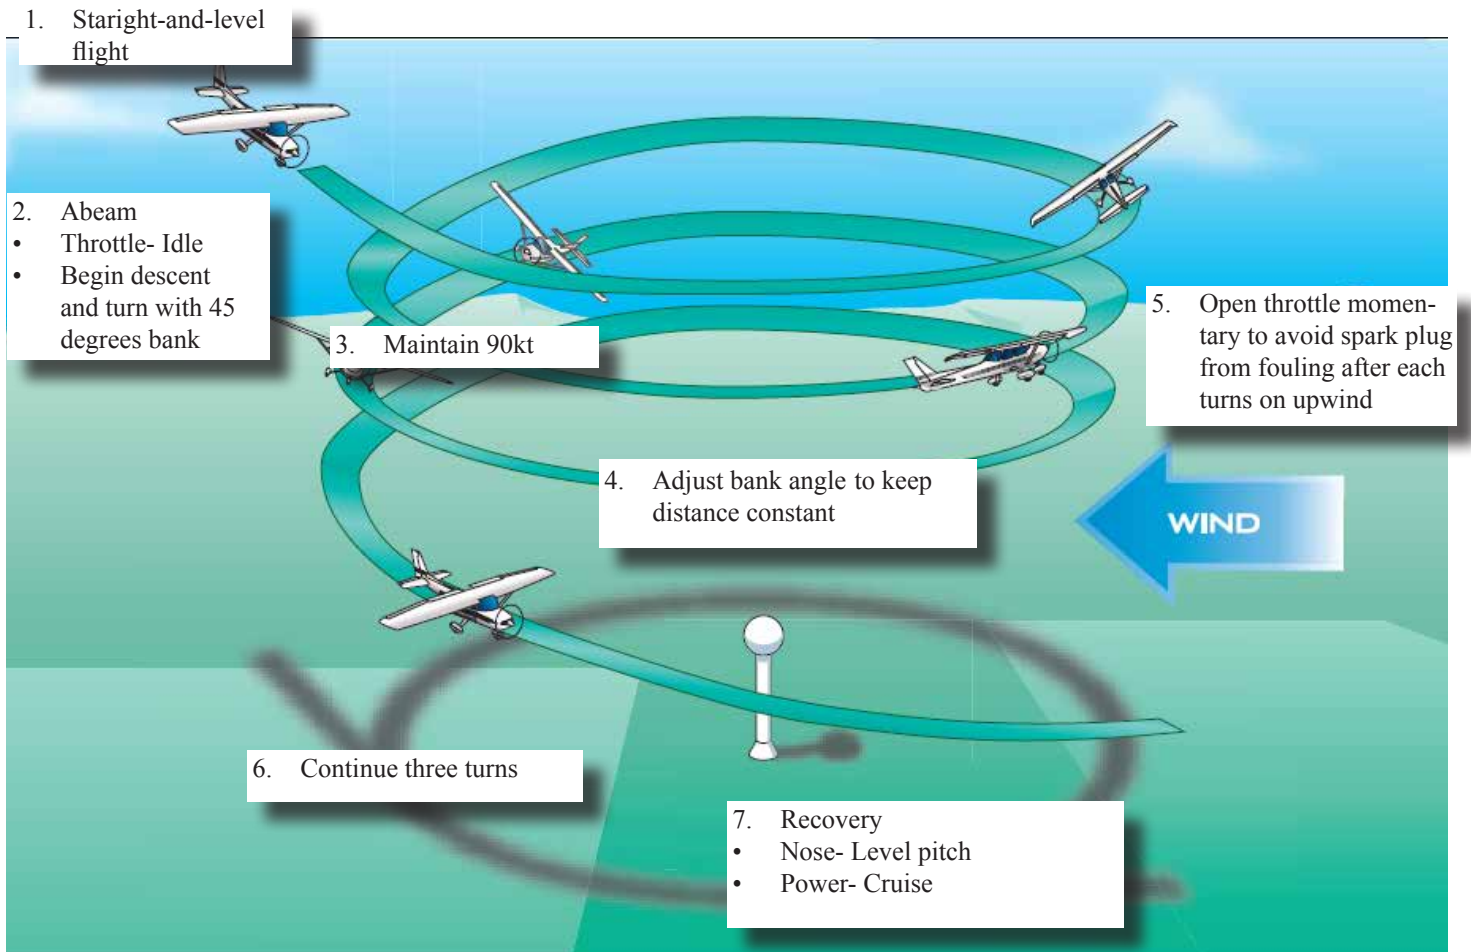 1. Staright-and-level
flight
2. Abeam
• Throttle- Idle
• Begin descent
and turn with 45
degrees bank
3. Maintain 90kt
4. Adjust bank angle to keep
distance constant
5. Open throttle momen-
tary to avoid spark plug
from fouling after each
turns on upwind
WIND
6. Continue three turns
7. Recovery
• Nose- Level pitch
• Power- Cruise